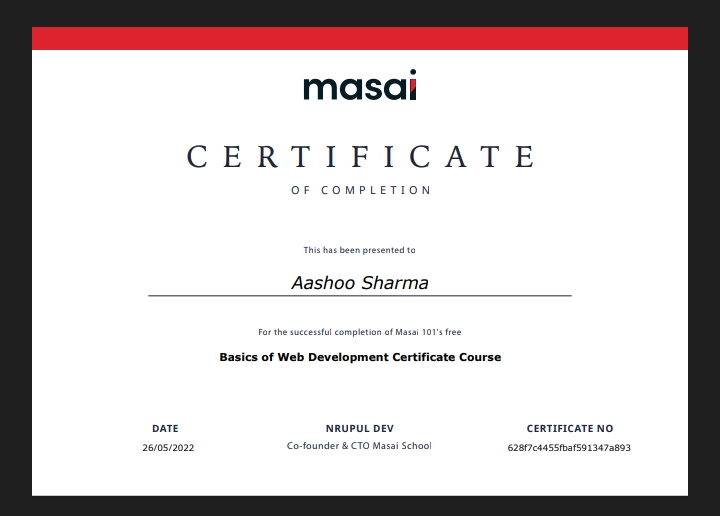 masai
CERTIFICATE
OF COMPLETION
This has been presented to
Aashoo Sharma
For the successful completion of Masai 101's free
Basics of Web Development Certificate Course
DATE
26/05/2022
NRUPUL DEV
Co-founder & CTO Masai School
CERTIFICATE NO
628f7c4455fbaf591347a893